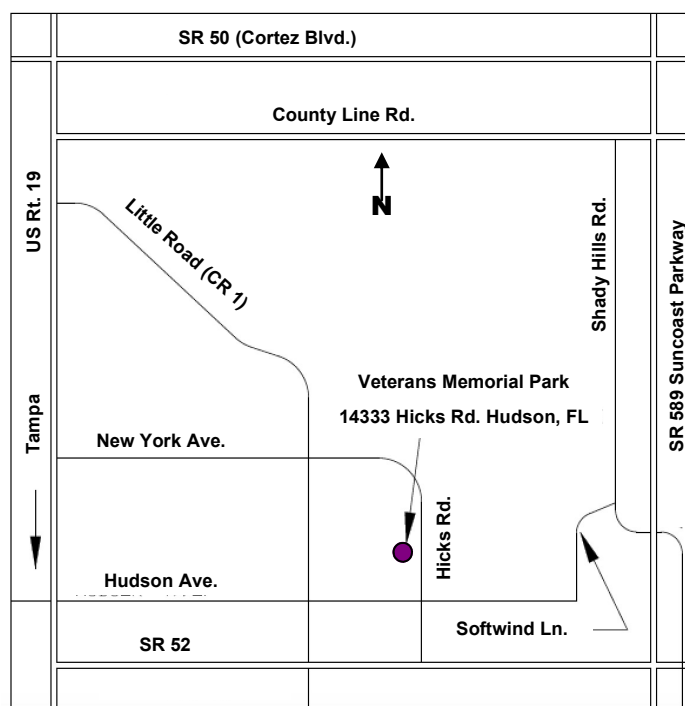 SR 50 (Cortez Blvd.)
County Line Rd.
US Rt. 19
N
Little Road (CR 1)
Shady Hills Rd.
SR 589 Suncoast Parkway
Veterans Memorial Park
14333 Hicks Rd. Hudson, FL
Tampa
New York Ave.
Hicks Rd.
Hudson Ave.
Softwind Ln.
SR 52